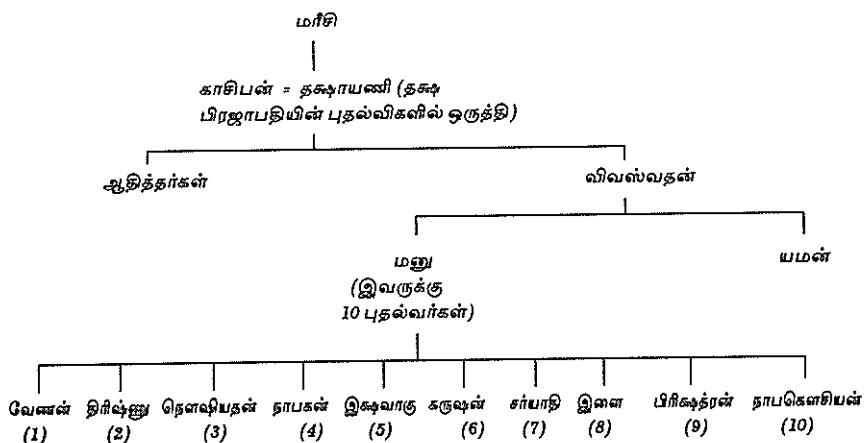 மரீசி
காசிபன் = தக்ஷாயணி (தக்ஷ
பிரஜாபதியின் புதல்விகளில் ஒருத்தி)
ஆதித்தர்கள் விவஸ்வதன்
மனு யமன்
(இவருக்கு
10 புதல்வர்கள்)
வேணன் திரிஷ்ணு நௌஷியதன் நாபகன் இக்ஷவாகு கருஷன் சர்யாதி இளை பிரிக்ஷத்ரன் நாபகௌசியன்
(1) (2) (3) (4) (5) (6) (7) (8) (9) (10)